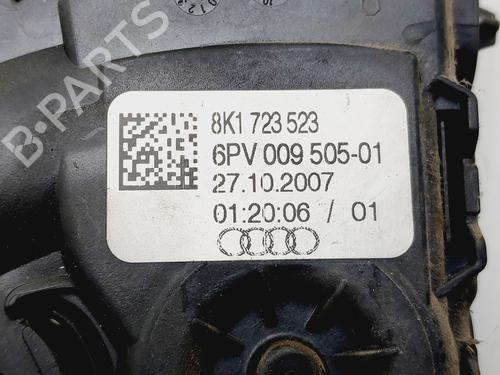 B-PARTS
8K1 723 523
6PV 009 505-01
27.10.2007
01:20:06 / 01